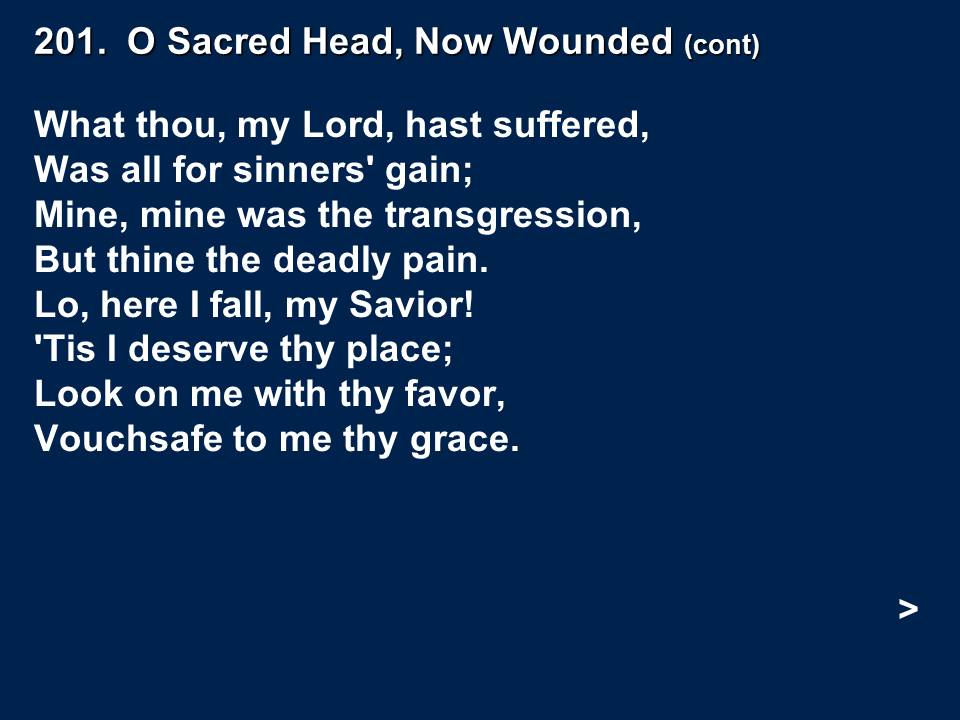 201. O Sacred Head, Now Wounded (cont)
What thou, my Lord, hast suffered,
Was all for sinners' gain;
Mine, mine was the transgression,
But thine the deadly pain.
Lo, here I fall, my Savior!
'Tis I deserve thy place;
Look on me with thy favor,
Vouchsafe to me thy grace.
>